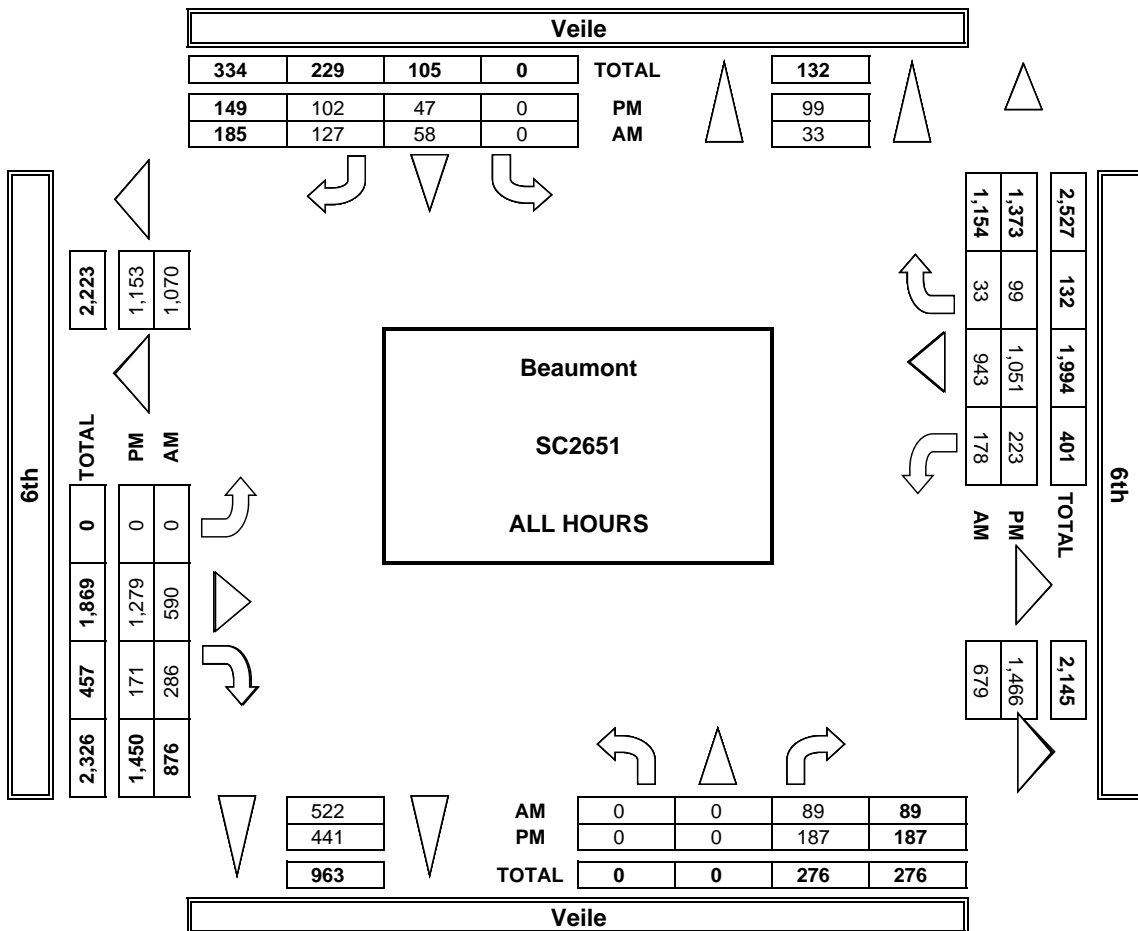 Veile
334 229 105 0 TOTAL 132
149 102 47 0 PM 99
185 127 58 0 AM 33
6th
2,223
1,153
1,070
TOTAL 0 1,869 457 2,326
PM 0 1,279 171 1,450
AM 0 590 286 876
Beaumont
SC2651
ALL HOURS
2,527 132 1,994 401 TOTAL
1,373 99 1,051 223 PM
1,154 33 943 178 AM
2,145
1,466
679
6th
522 AM 0 0 89 89
441 PM 0 0 187 187
963 TOTAL 0 0 276 276
Veile